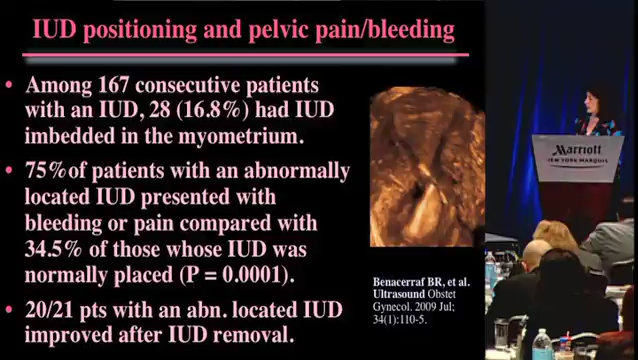 IUD positioning and pelvic pain/bleeding
• Among 167 consecutive patients
with an IUD, 28 (16.8%) had IUD
imbedded in the myometrium.
• 75% of patients with an abnormally
located IUD presented with
bleeding or pain compared with
34.5% of those whose IUD was
normally placed (P = 0.0001).
• 20/21 pts with an abn. located IUD
improved after IUD removal.
Benacerraf BR, et al.
Ultrasound Obstet
Gynecol. 2009 Jul;
34(1):110-5.
Marriott
NEW YORK MARQUIS